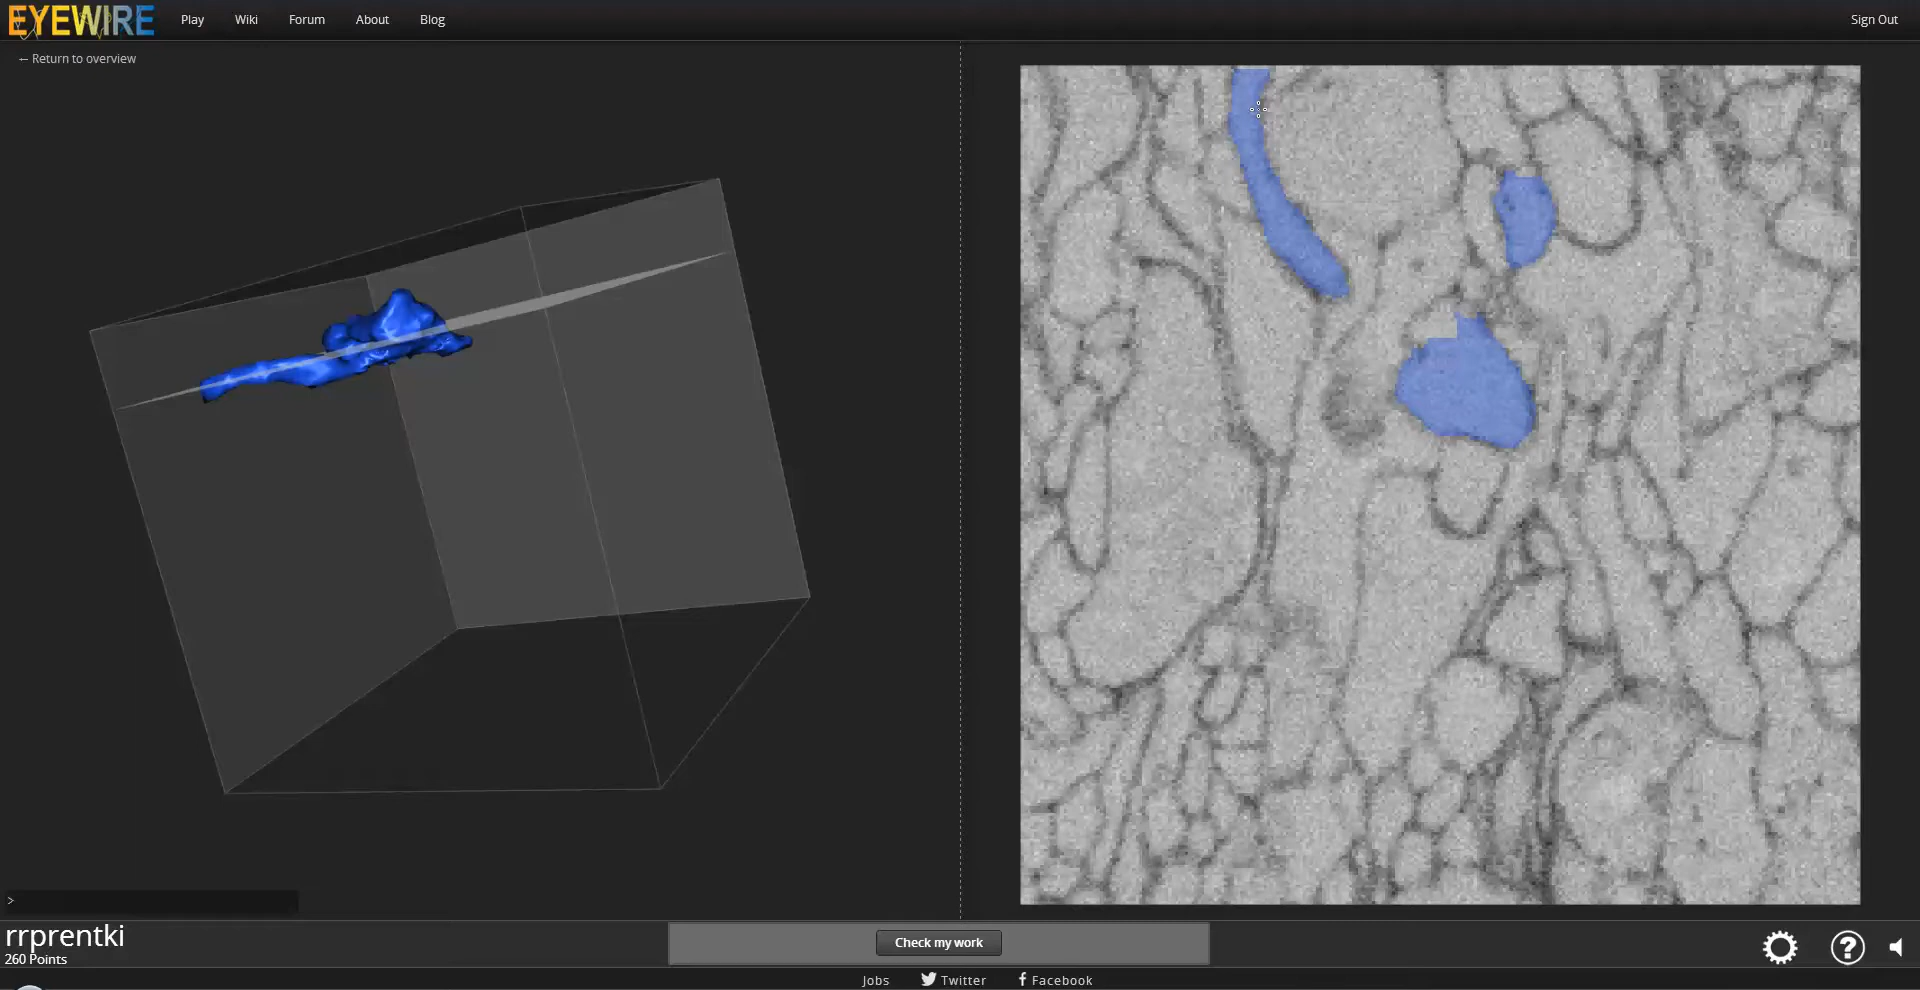 EYEWIRE Play Wiki Forum About Blog Sign Out
← Return to overview
>
rrprentki
260 Points
Check my work
?
Jobs Twitter Facebook